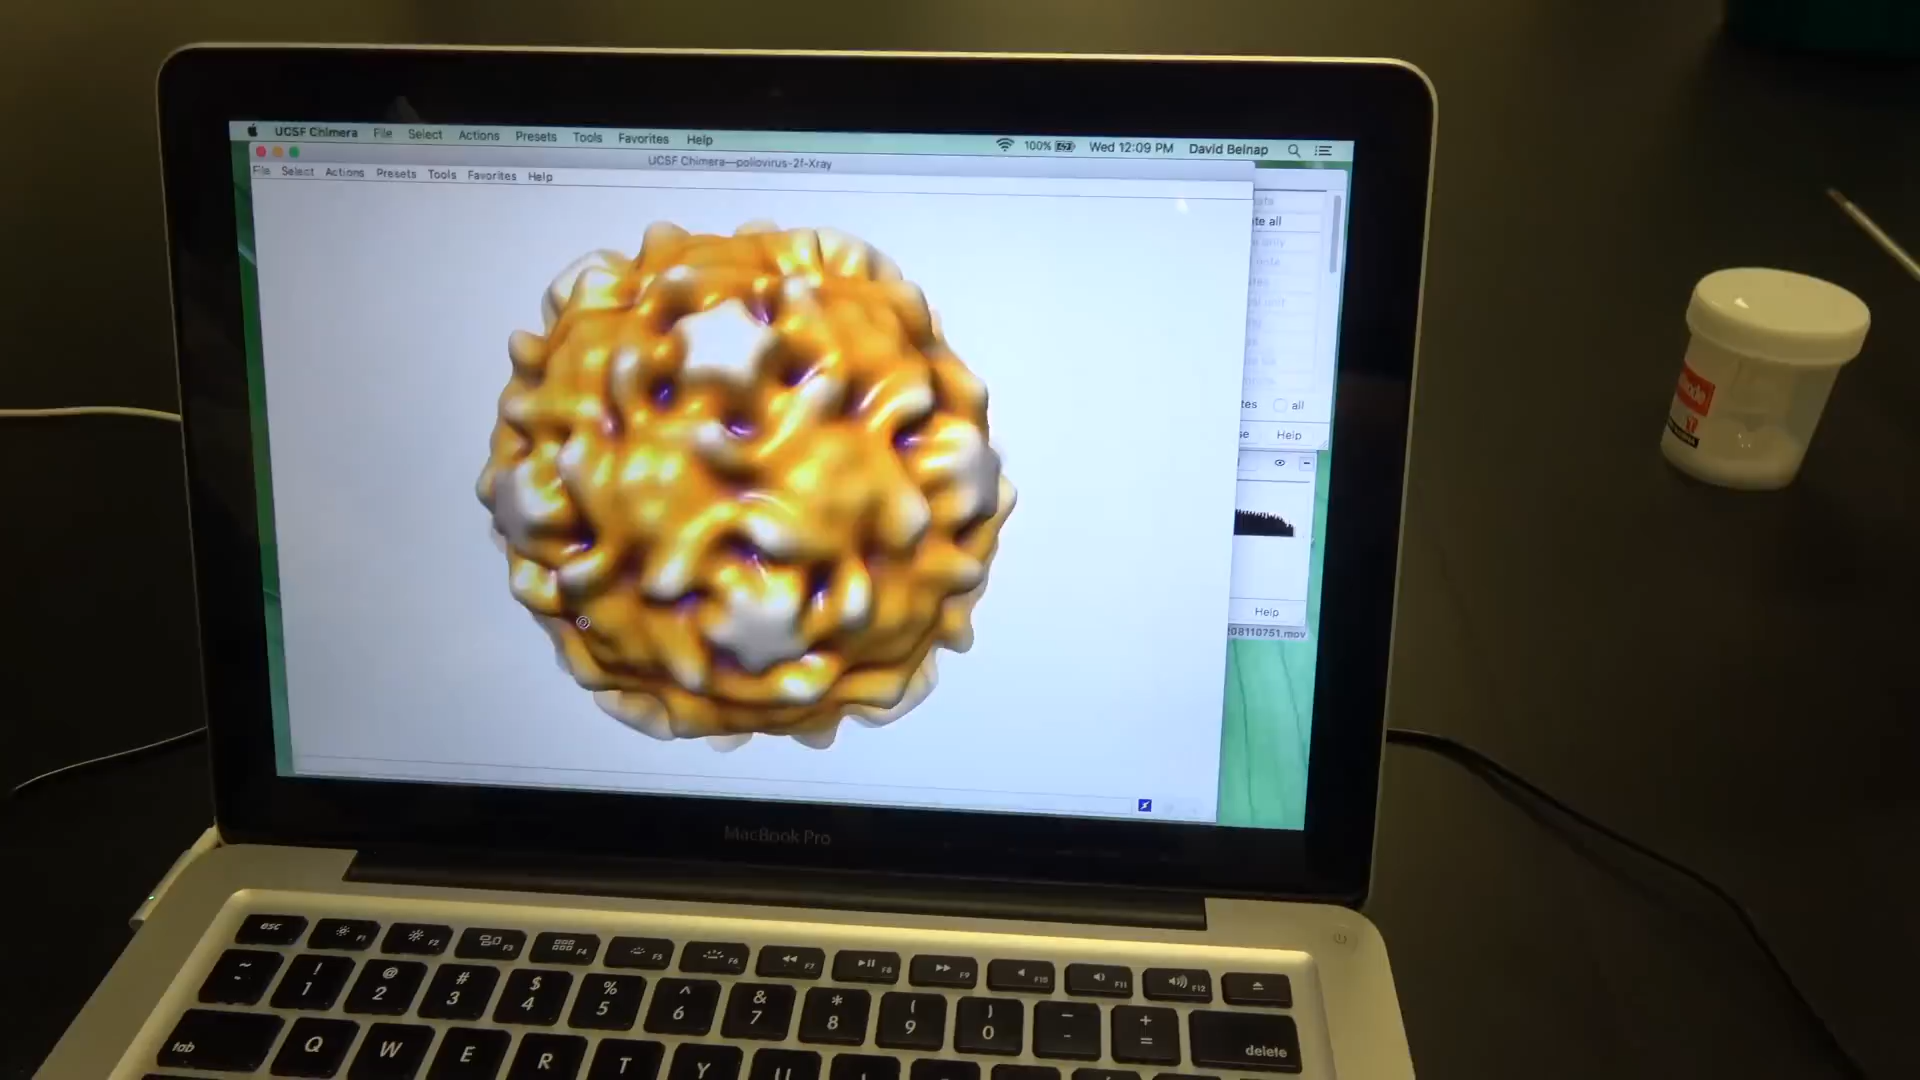 UCSF Chimera File Select Actions Presets Tools Favorites Help 100% Wed 12:09 PM David Belnap
UCSF Chimera—poliovirus-2f-Xray
File Select Actions Presets Tools Favorites Help
te all
tes all
se Help
Help
208110751.mov
MacBook Pro
esc F1 F2 F3 F4 F5 F6 F7 F8 F9 F10 F11 F12
~ ! 1 @ 2 # 3 $ 4 % 5 ^ 6 & 7 * 8 ( 9 ) 0 - + = delete
tab Q W E R T Y U